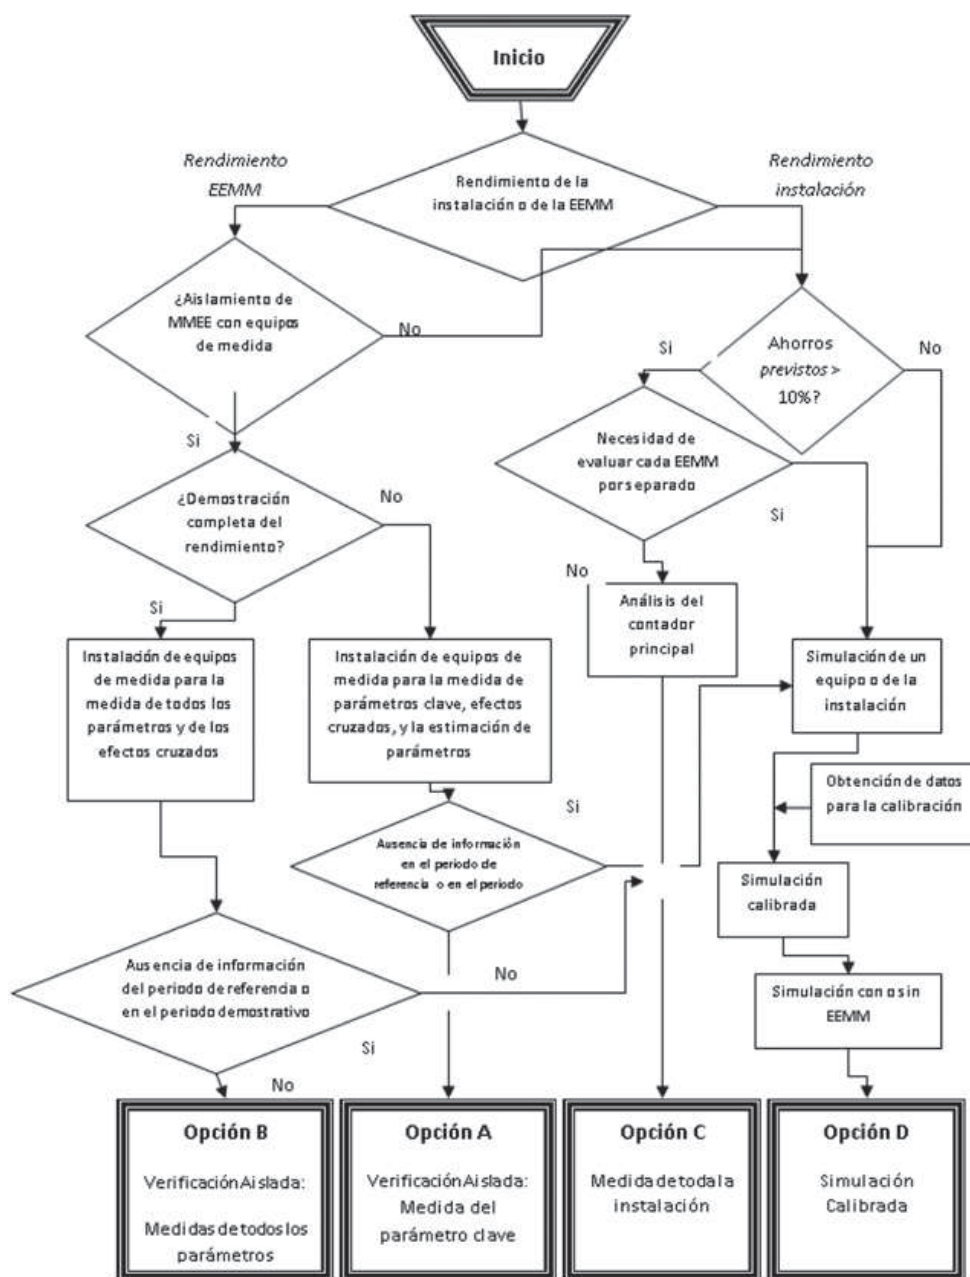 Inicio
Rendimiento
EEMM
Rendimiento
instalación
Rendimiento de la
instalación o de la EEMM
¿Aislamiento de
MMEE con equipos
de medida
No
Si
Ahorros
previstos >
10%?
No
Si
Necesidad de
evaluar cada EEMM
por separado
Si
No
¿Demostración
completa del
rendimiento?
No
Si
Análisis del
contador
principal
Instalación de equipos
de medida para la
medida de todos los
parámetros y de los
efectos cruzados
Instalación de equipos de
medida para la medida de
parámetros clave, efectos
cruzados, y la estimación de
parámetros
Simulación de un
equipo o de la
instalación
Obtención de datos
para la calibración
Si
Ausencia de información
en el periodo de
referencia o en el periodo
Simulación
calibrada
No
Ausencia de información
del periodo de referencia o
en el periodo demostrativo
Simulación con o sin
EEMM
Si
No
Opción B
Verificación Aislada:
Medidas de todos los
parámetros
Opción A
Verificación Aislada:
Medida del
parámetro clave
Opción C
Medida de toda la
instalación
Opción D
Simulación
Calibrada